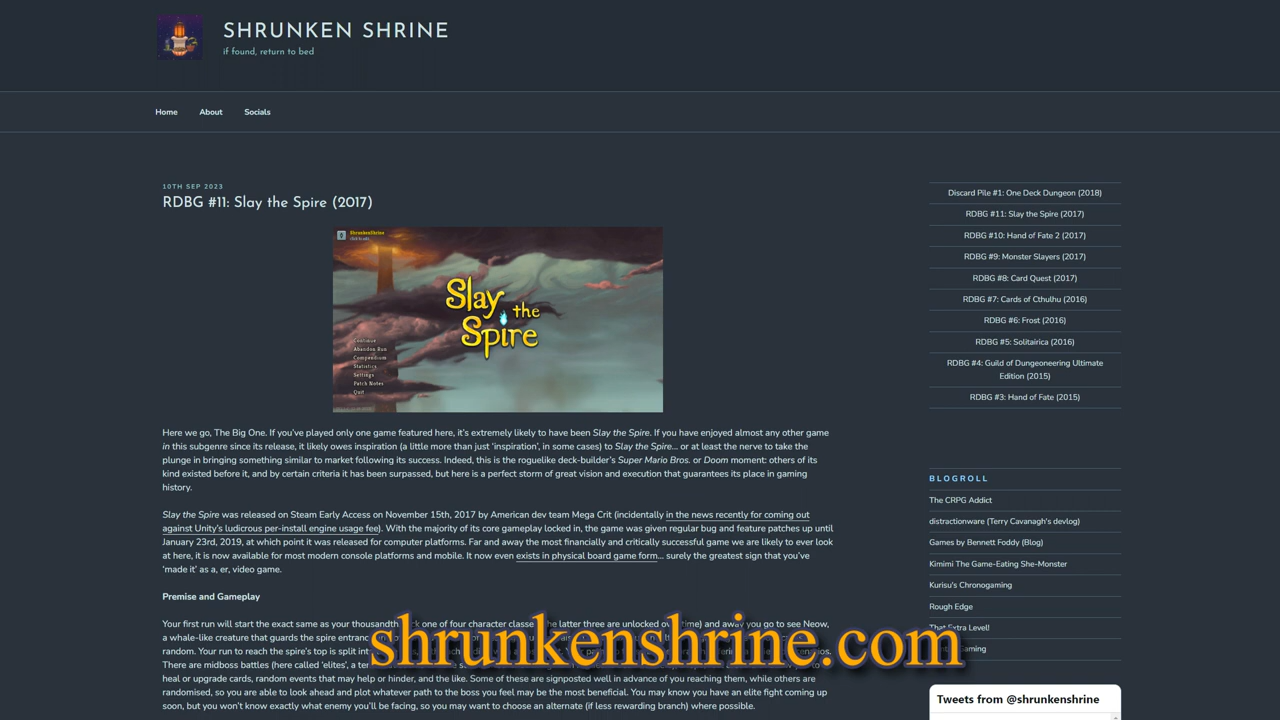 SHRUNKEN SHRINE
if found, return to bed
Home
About
Socials
10TH SEP 2023
RDBG #11: Slay the Spire (2017)
ShrunkenShrine
Slay the Spire
Continue
Abandon Run
Compendium
Statistics
Settings
Patch Notes
Quit
Here we go, The Big One. If you've played only one game featured here, it's extremely likely to have been Slay the Spire. If you have enjoyed almost any other game
in this subgenre since its release, it likely owes inspiration (a little more than just 'inspiration', in some cases) to Slay the Spire… or at least the nerve to take the
plunge in bringing something similar to market following its success. Indeed, this is the roguelike deck-builder's Super Mario Bros. or Doom moment: others of its
kind existed before it, and by certain criteria it has been surpassed, but here is a perfect storm of great vision and execution that guarantees its place in gaming
history.
Slay the Spire was released on Steam Early Access on November 15th, 2017 by American dev team Mega Crit (incidentally in the news recently for coming out
against Unity's ludicrous per-install engine usage fee). With the majority of its core gameplay locked in, the game was given regular bug and feature patches up until
January 23rd, 2019, at which point it was released for computer platforms. Far and away the most financially and critically successful game we are likely to ever look
at here, it is now available for most modern console platforms and mobile. It now even exists in physical board game form… surely the greatest sign that you've
'made it' as a, er, video game.
Premise and Gameplay
Your first run will start the exact same as your thousandth one of four character latter three are unlocked and away you go to see Neow,
a whale-like creature that guards the spire
random. Your run to reach the spire's top is split
There are midboss battles (here called 'elites', a
heal or upgrade cards, random events that may help or hinder, and the like. Some of these are signposted well in advance of you reaching them, while others are
randomised, so you are able to look ahead and plot whatever path to the boss you feel may be the most beneficial. You may know you have an elite fight coming up
soon, but you won't know exactly what enemy you'll be facing, so you may want to choose an alternate (if less rewarding branch) where possible.
shrunkenshrine.com
Discard Pile #1: One Deck Dungeon (2018)
RDBG #11: Slay the Spire (2017)
RDBG #10: Hand of Fate 2 (2017)
RDBG #9: Monster Slayers (2017)
RDBG #8: Card Quest (2017)
RDBG #7: Cards of Cthulhu (2016)
RDBG #6: Frost (2016)
RDBG #5: Solitairica (2016)
RDBG #4: Guild of Dungeoneering Ultimate
Edition (2015)
RDBG #3: Hand of Fate (2015)
BLOGROLL
The CRPG Addict
distractionware (Terry Cavanagh's devlog)
Games by Bennett Foddy (Blog)
Kimimi The Game-Eating She-Monster
Kurisu's Chronogaming
Rough Edge
That Extra Level!
Gaming
Tweets from @shrunkenshrine